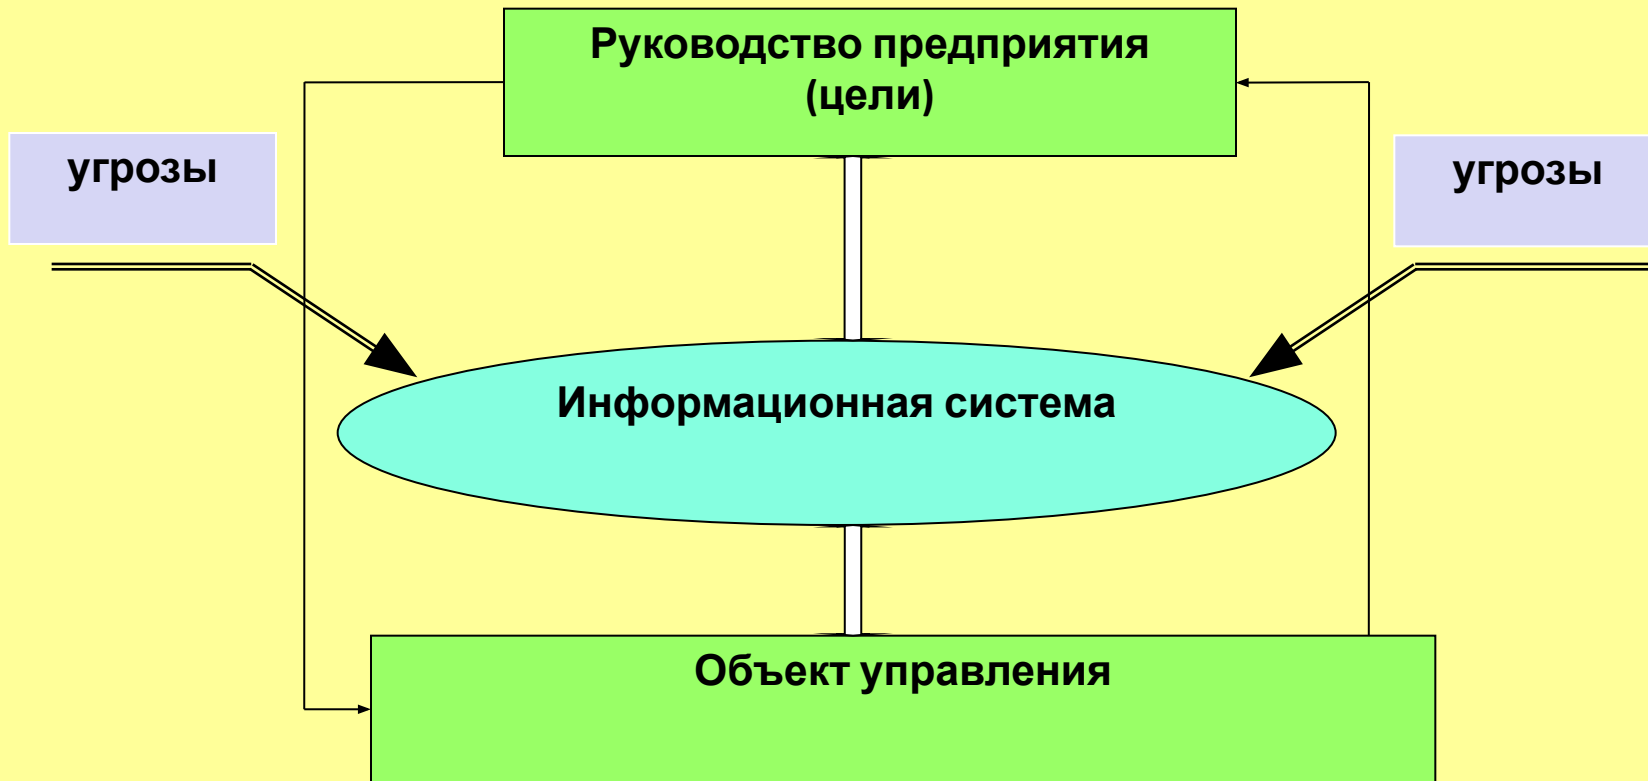 Руководство предприятия
(цели)
угрозы
угрозы
Информационная система
Объект управления